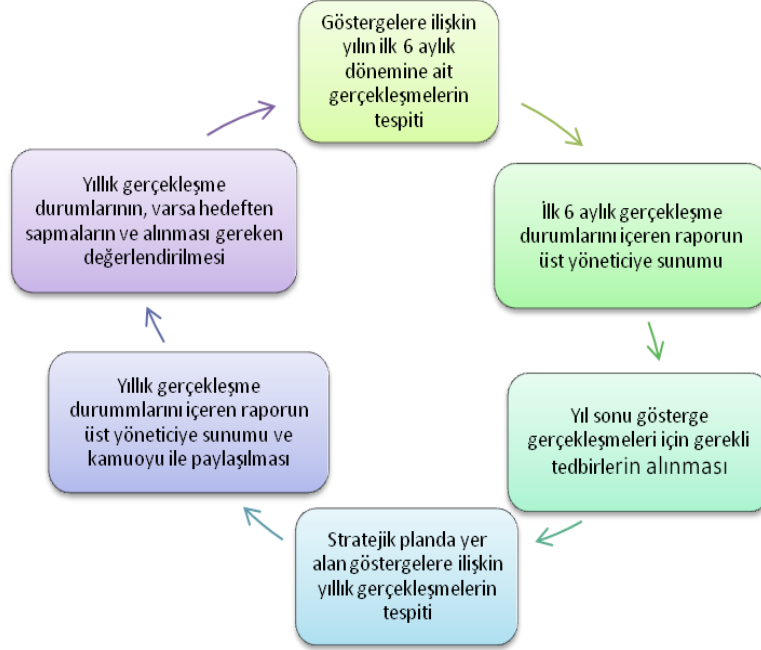 Göstergelere ilişkin
yılın ilk 6 aylık
dönemine ait
gerçekleşmelerin
tespiti
İlk 6 aylık gerçekleşme
durumlarını içeren raporun
üst yöneticiye sunumu
Yıl sonu gösterge
gerçekleşmeleri için gerekli
tedbirlerin alınması
Stratejik planda yer
alan göstergelere ilişkin
yıllık gerçekleşmelerin
tespiti
Yıllık gerçekleşme
durummlarını içeren raporun
üst yöneticiye sunumu ve
kamuoyu ile paylaşılması
Yıllık gerçekleşme
durumlarının, varsa hedeften
sapmaların ve alınması gereken
değerlendirilmesi